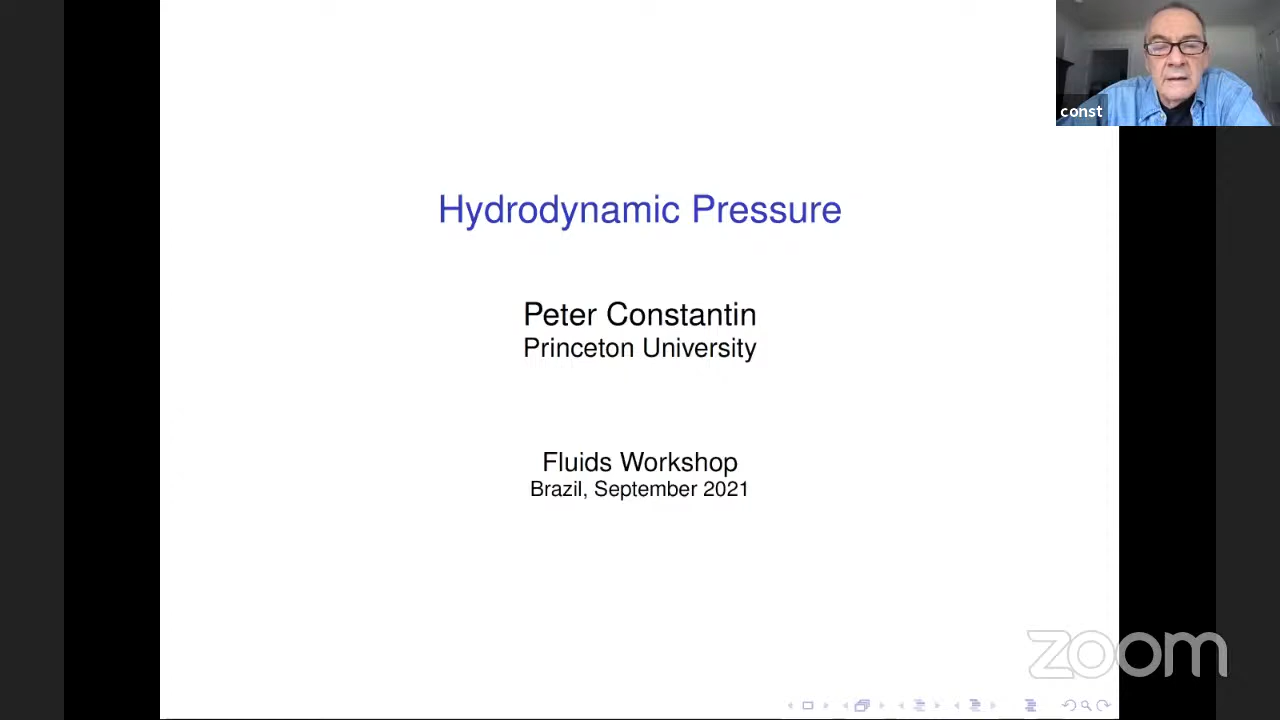 const
Hydrodynamic Pressure
Peter Constantin
Princeton University
Fluids Workshop
Brazil, September 2021
zoom